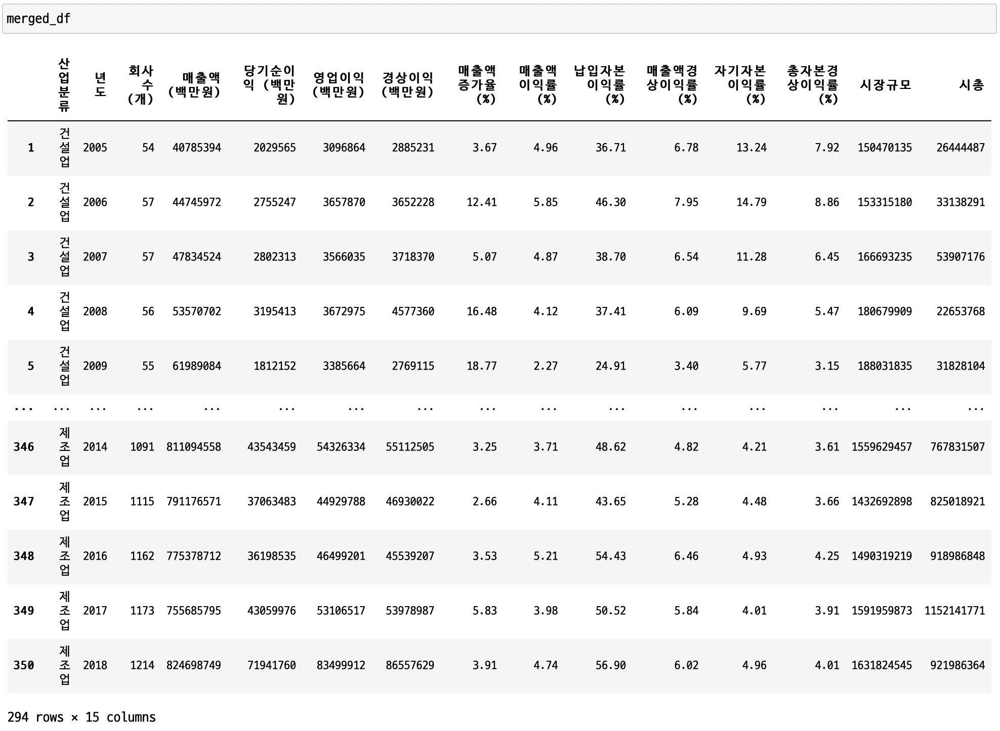 merged_df
산업분류 년도 회사수 (개) 매출액 (백만원) 당기순이익 (백만원) 영업이익 (백만원) 경상이익 (백만원) 매출액증가율 (%) 매출액이익률 (%) 납입자본이익률 (%) 매출액경상이익률 (%) 자기자본이익률 (%) 총자본경상이익률 (%) 시장규모 시총
1 건설업 2005 54 40785394 2029565 3096864 2885231 3.67 4.96 36.71 6.78 13.24 7.92 150470135 26444487
2 건설업 2006 57 44745972 2755247 3657870 3652228 12.41 5.85 46.30 7.95 14.79 8.86 153315180 33138291
3 건설업 2007 57 47834524 2802313 3566035 3718370 5.07 4.87 38.70 6.54 11.28 6.45 166693235 53907176
4 건설업 2008 56 53570702 3195413 3672975 4577360 16.48 4.12 37.41 6.09 9.69 5.47 180679909 22653768
5 건설업 2009 55 61989084 1812152 3385664 2769115 18.77 2.27 24.91 3.40 5.77 3.15 188031835 31828104
... ... ... ... ... ... ... ... ... ... ... ... ... ... ... ...
346 제조업 2014 1091 811094558 43543459 54326334 55112505 3.25 3.71 48.62 4.82 4.21 3.61 1559629457 767831507
347 제조업 2015 1115 791176571 37063483 44929788 46930022 2.66 4.11 43.65 5.28 4.48 3.66 1432692898 825018921
348 제조업 2016 1162 775378712 36198535 46499201 45539207 3.53 5.21 54.43 6.46 4.93 4.25 1490319219 918986848
349 제조업 2017 1173 755685795 43059976 53106517 53978987 5.83 3.98 50.52 5.84 4.01 3.91 1591959873 1152141771
350 제조업 2018 1214 824698749 71941760 83499912 86557629 3.91 4.74 56.90 6.02 4.96 4.01 1631824545 921986364
294 rows × 15 columns